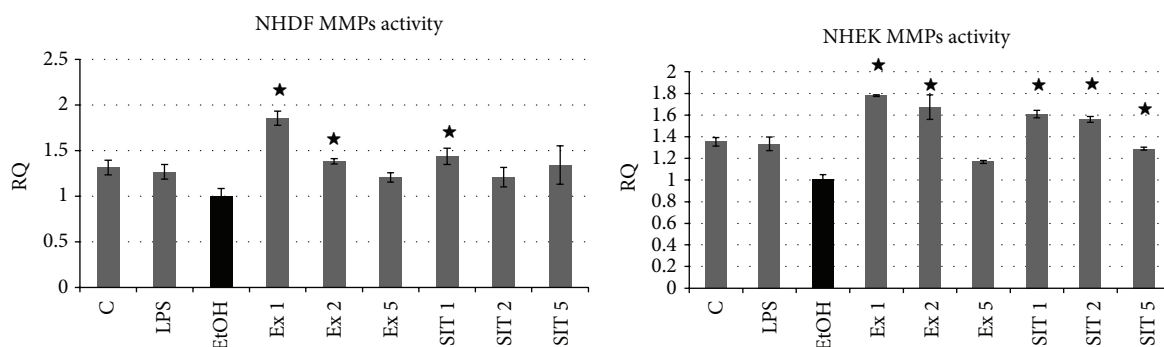 NHDF MMPs activity
RQ
2.5
2
1.5
1
0.5
0
C
LPS
EtOH
Ex 1
Ex 2
Ex 5
SIT 1
SIT 2
SIT 5
NHEK MMPs activity
RQ
2
1.8
1.6
1.4
1.2
1
0.8
0.6
0.4
0.2
0
C
LPS
EtOH
Ex 1
Ex 2
Ex 5
SIT 1
SIT 2
SIT 5